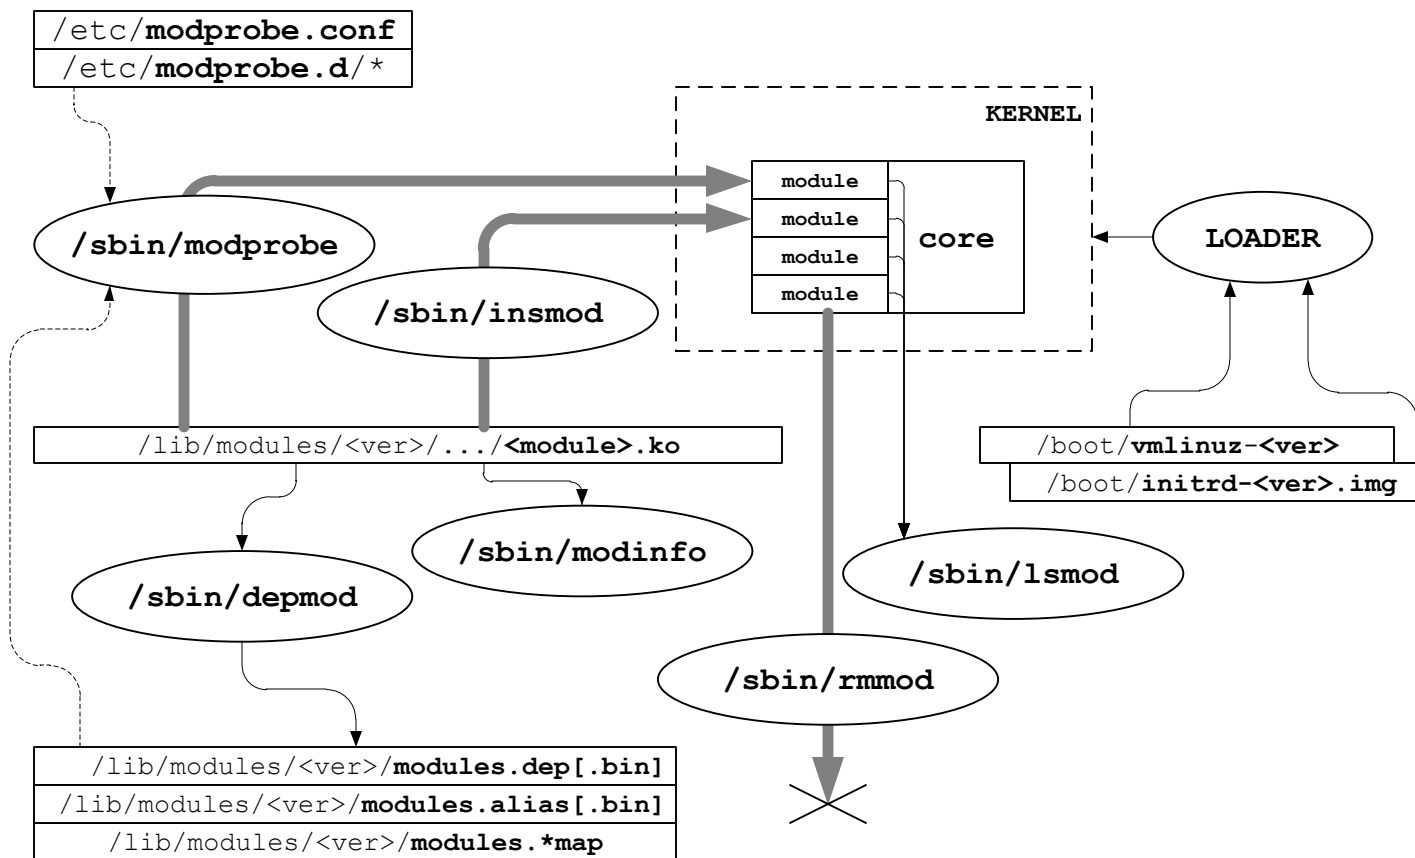 /etc/modprobe.conf
/etc/modprobe.d/*
KERNEL
module
module
module
module
core
LOADER
/sbin/modprobe
/sbin/insmod
/lib/modules/<ver>/.../<module>.ko
/boot/vmlinuz-<ver>
/boot/initrd-<ver>.img
/sbin/modinfo
/sbin/lsmod
/sbin/depmod
/sbin/rmmod
/lib/modules/<ver>/modules.dep[.bin]
/lib/modules/<ver>/modules.alias[.bin]
/lib/modules/<ver>/modules.*map